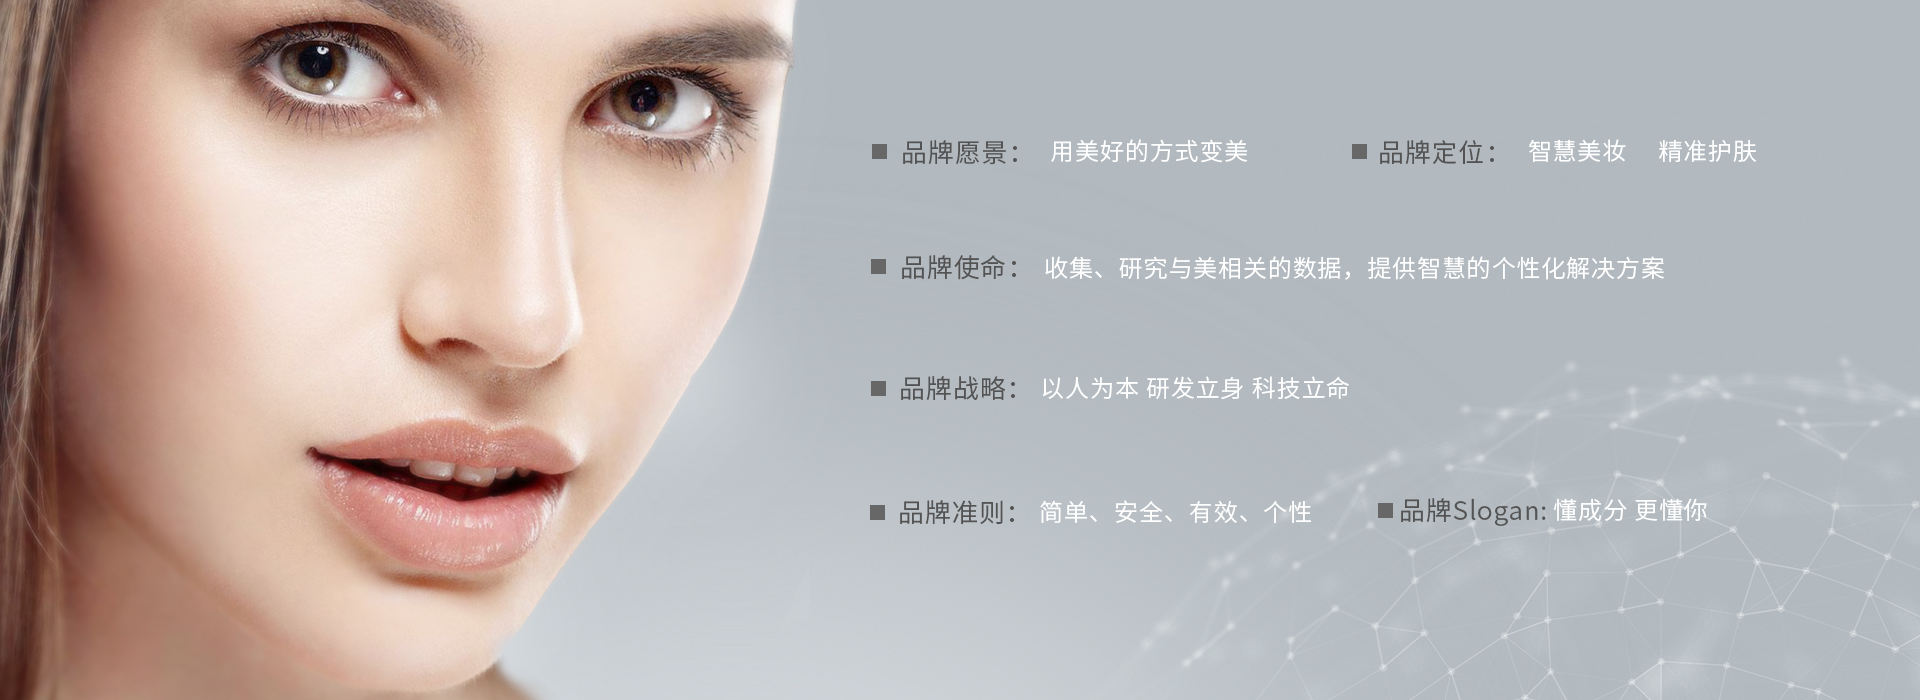 ■ 品牌愿景： 用美好的方式变美 ■ 品牌定位： 智慧美妆 精准护肤
■ 品牌使命： 收集、研究与美相关的数据，提供智慧的个性化解决方案
■ 品牌战略： 以人为本 研发立身 科技立命
■ 品牌准则： 简单、安全、有效、个性 ■ 品牌Slogan: 懂成分 更懂你